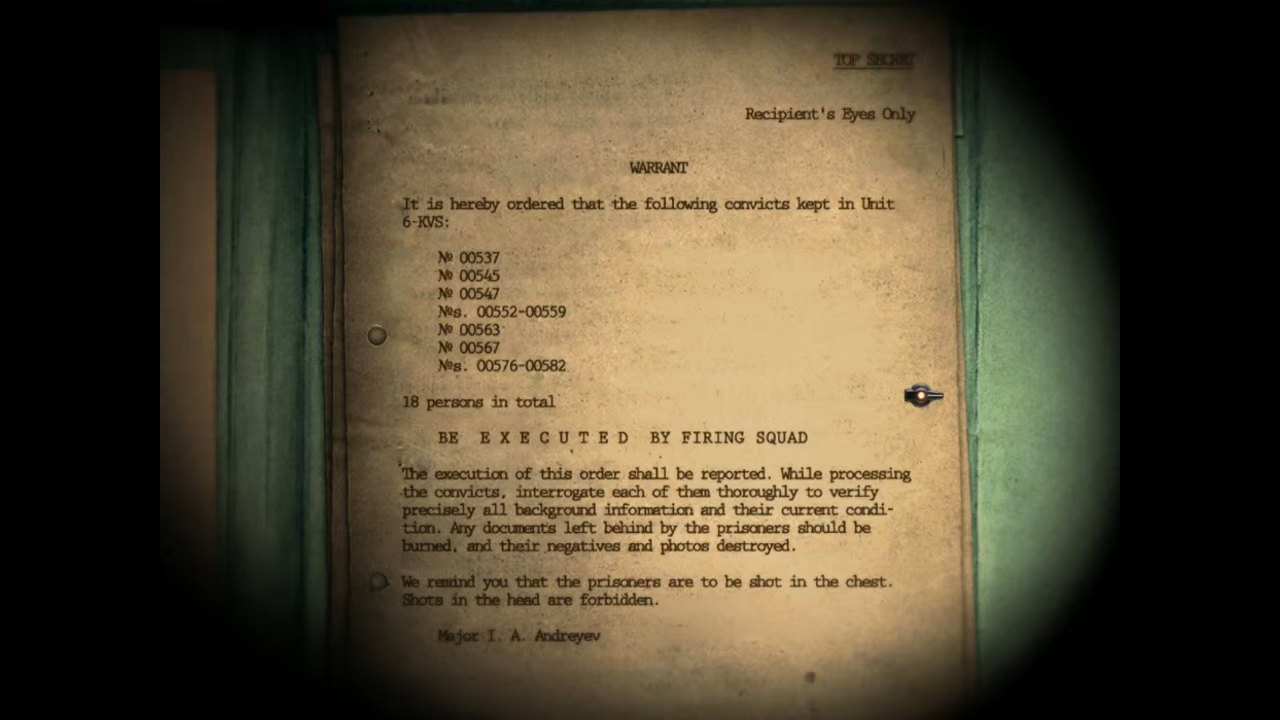 TOP SECRET
Recipient's Eyes Only
WARRANT
It is hereby ordered that the following convicts kept in Unit
6-KVS:
№ 00537
№ 00545
№ 00547
№s. 00552-00559
№ 00563
№ 00567
№s. 00576-00582
18 persons in total
BE E X E C U T E D BY FIRING SQUAD
The execution of this order shall be reported. While processing
the convicts, interrogate each of them thoroughly to verify
precisely all background information and their current condi-
tion. Any documents left behind by the prisoners should be
burned, and their negatives and photos destroyed.
We remind you that the prisoners are to be shot in the chest.
Shots in the head are forbidden.
Major I. A. Andreyev